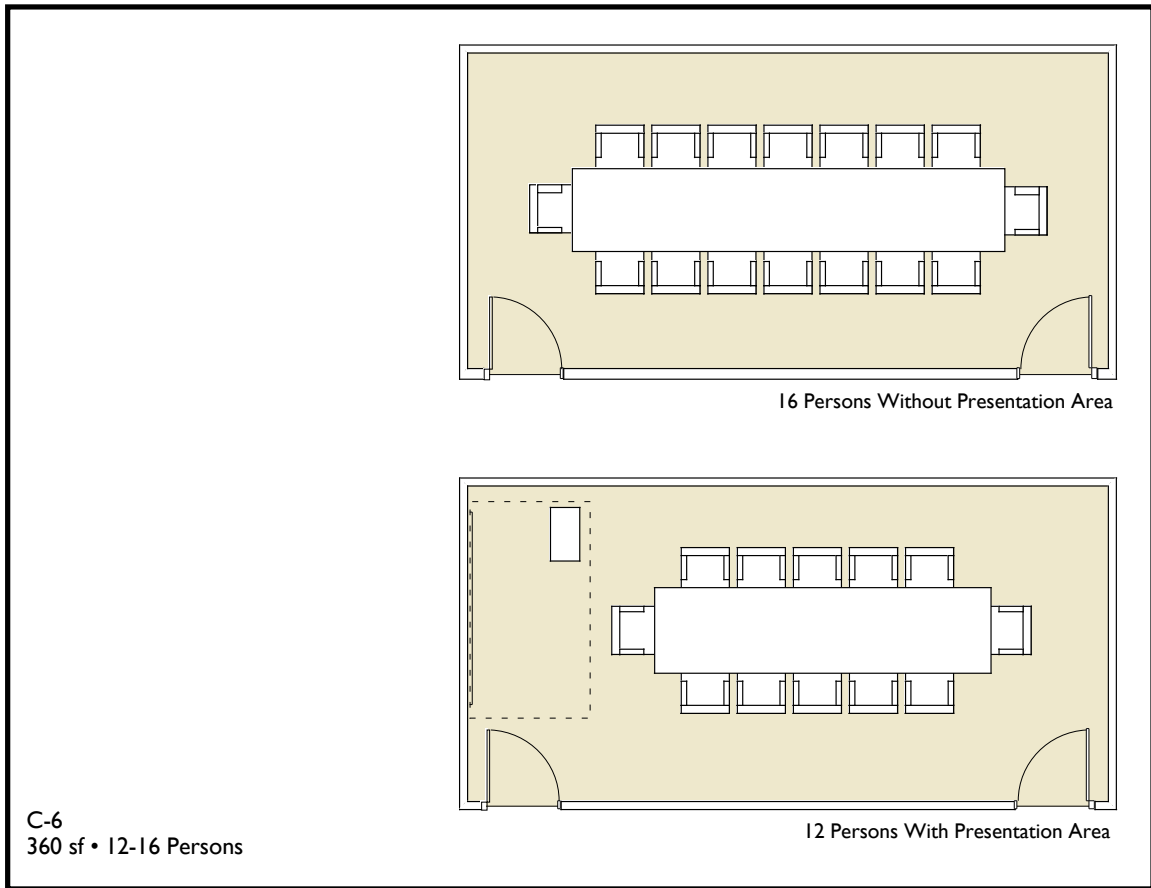 16 Persons Without Presentation Area
12 Persons With Presentation Area
C-6
360 sf • 12-16 Persons